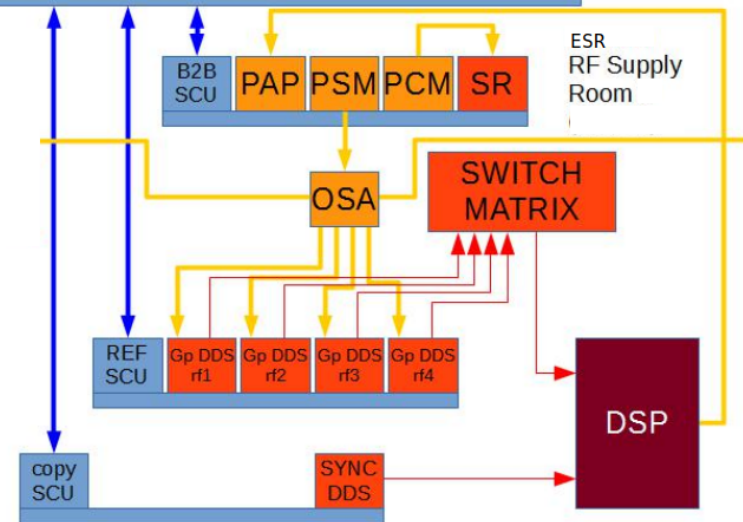 ESR
RF Supply
Room
B2B
SCU
PAP
PSM
PCM
SR
OSA
SWITCH
MATRIX
REF
SCU
Gp DDS
rf1
Gp DDS
rf2
Gp DDS
rf3
Gp DDS
rf4
DSP
copy
SCU
SYNC
DDS